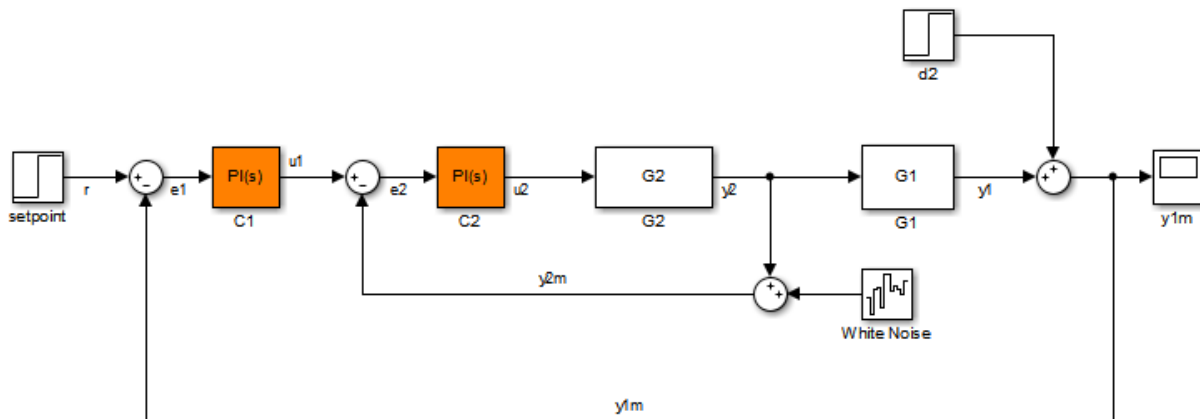 d2
u1
PI(s)
PI(s)
G2
G1
r
e1
e2
u2
y2
y1
setpoint
C1
C2
G2
G1
y1m
y2m
White Noise
y1m